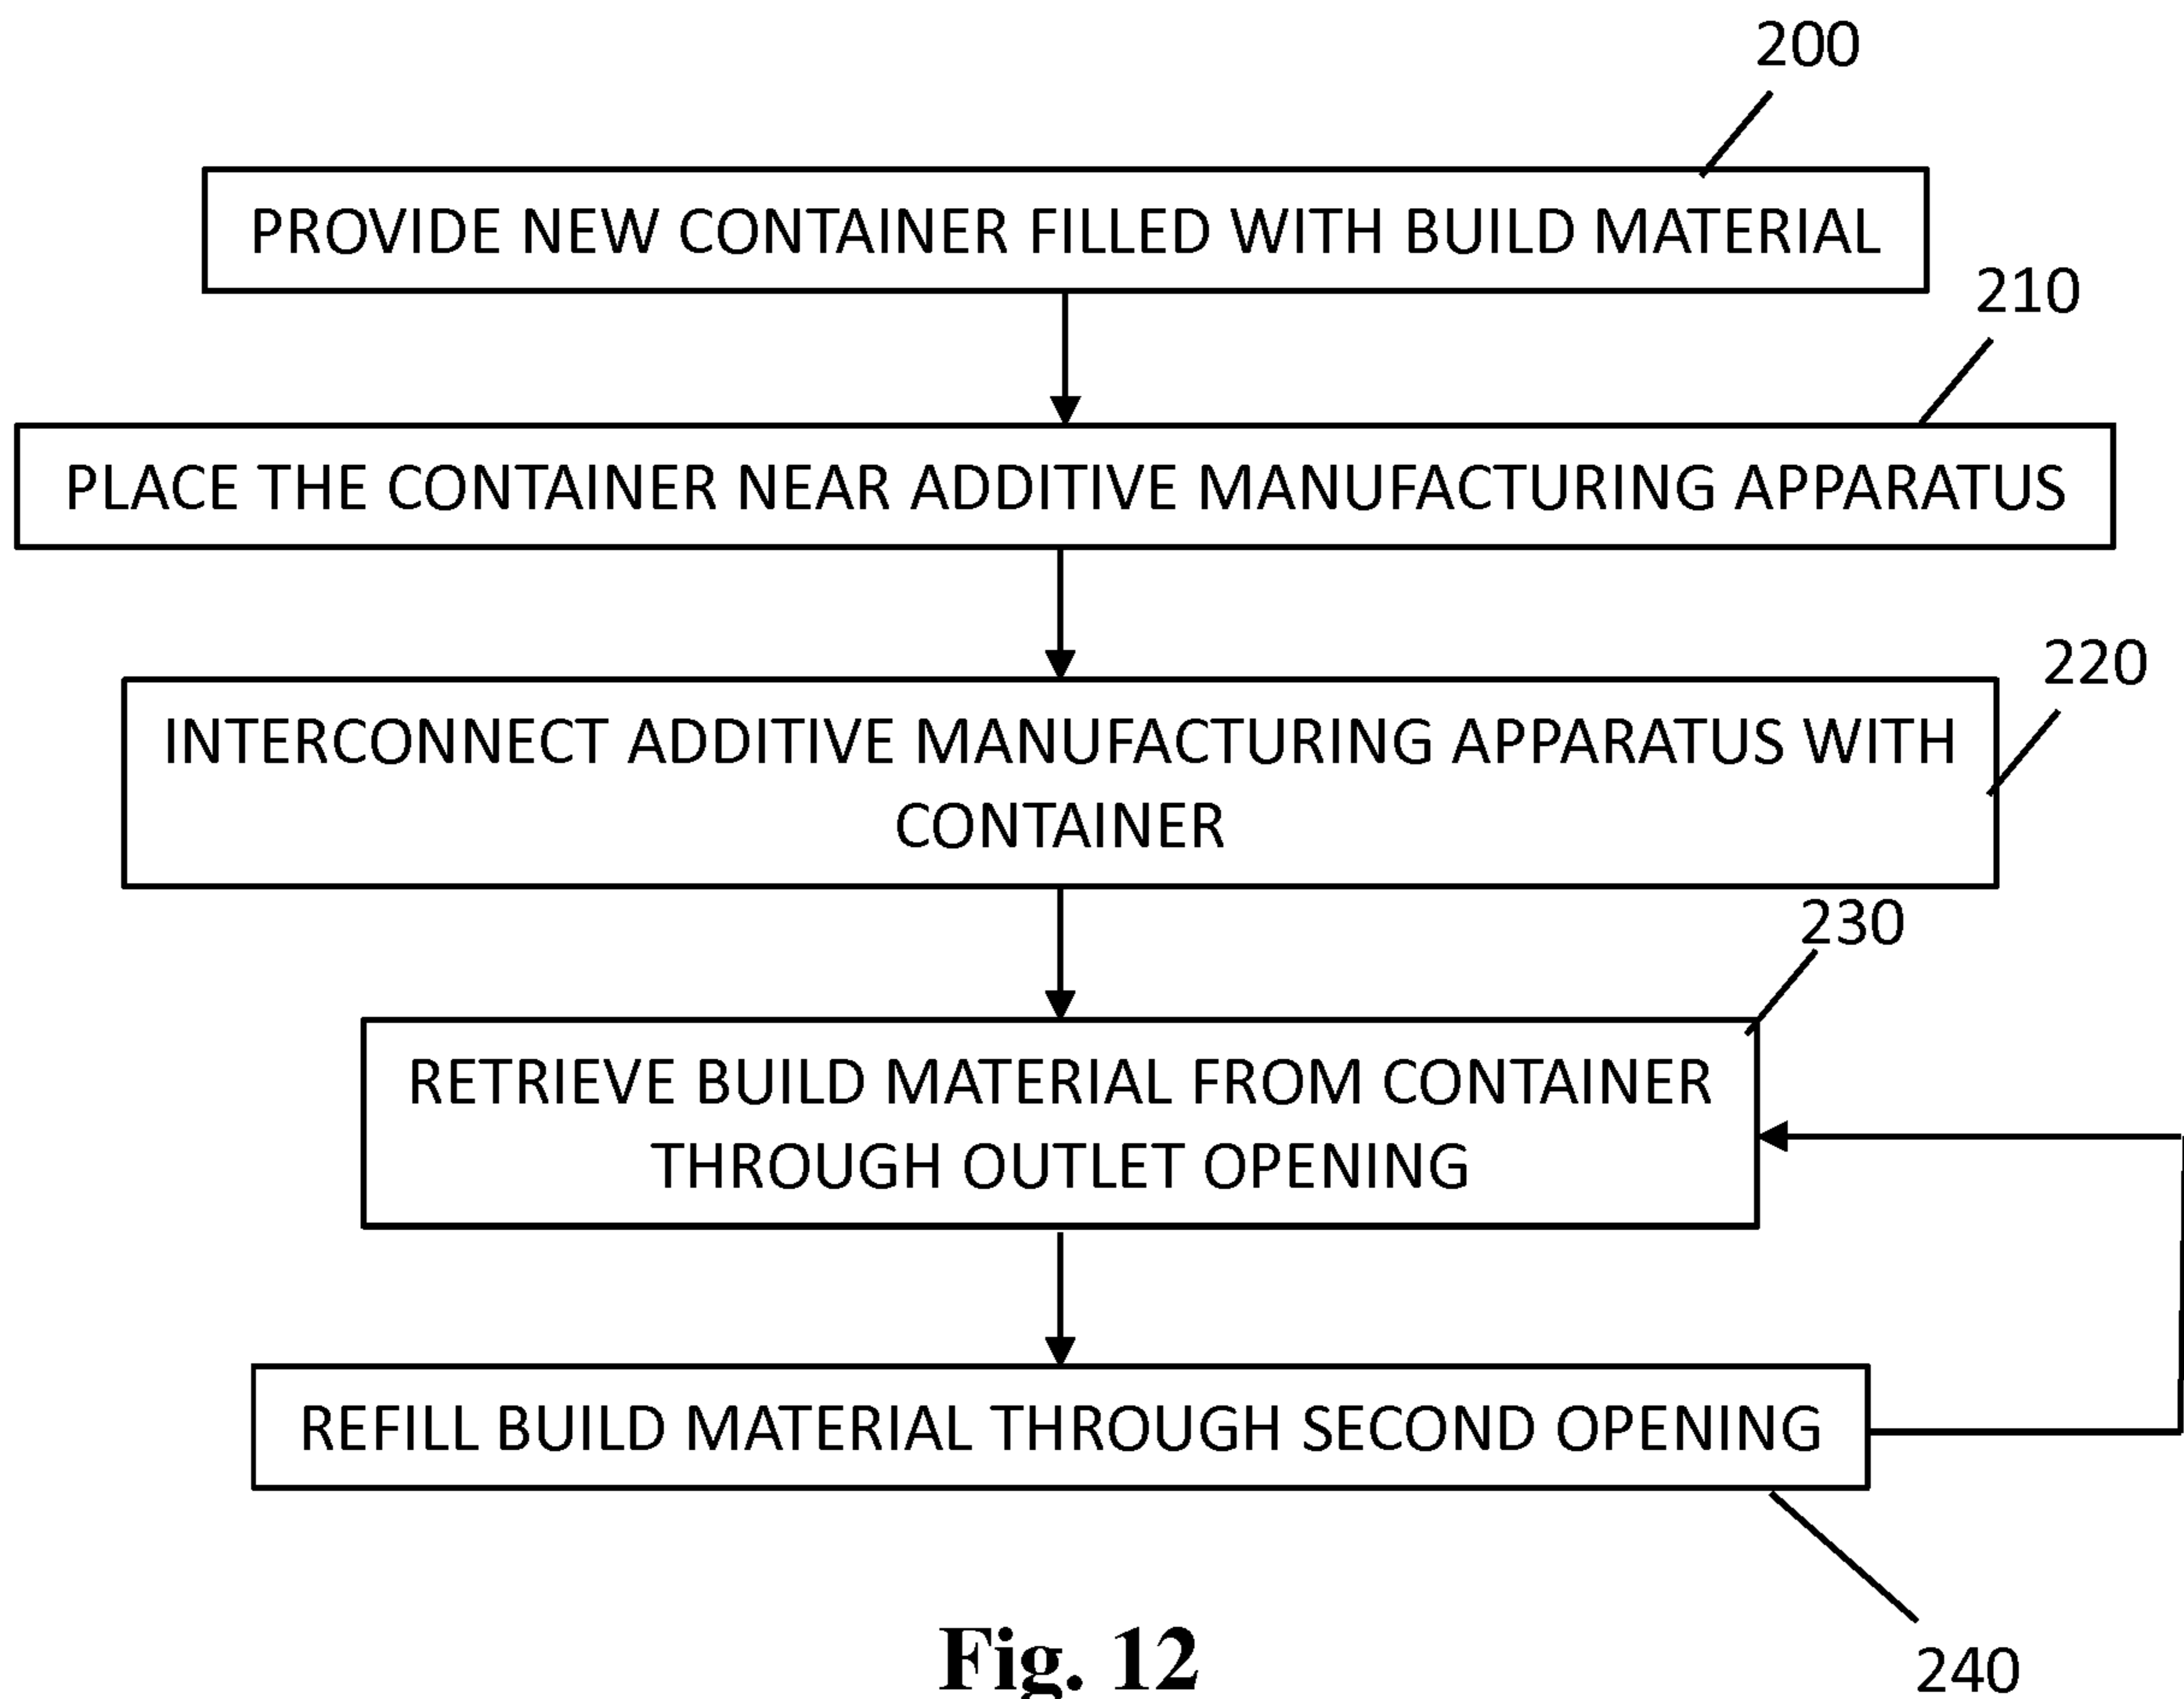 200
PROVIDE NEW CONTAINER FILLED WITH BUILD MATERIAL
210
PLACE THE CONTAINER NEAR ADDITIVE MANUFACTURING APPARATUS
220
INTERCONNECT ADDITIVE MANUFACTURING APPARATUS WITH
CONTAINER
230
RETRIEVE BUILD MATERIAL FROM CONTAINER
THROUGH OUTLET OPENING
REFILL BUILD MATERIAL THROUGH SECOND OPENING
240
Fig. 12